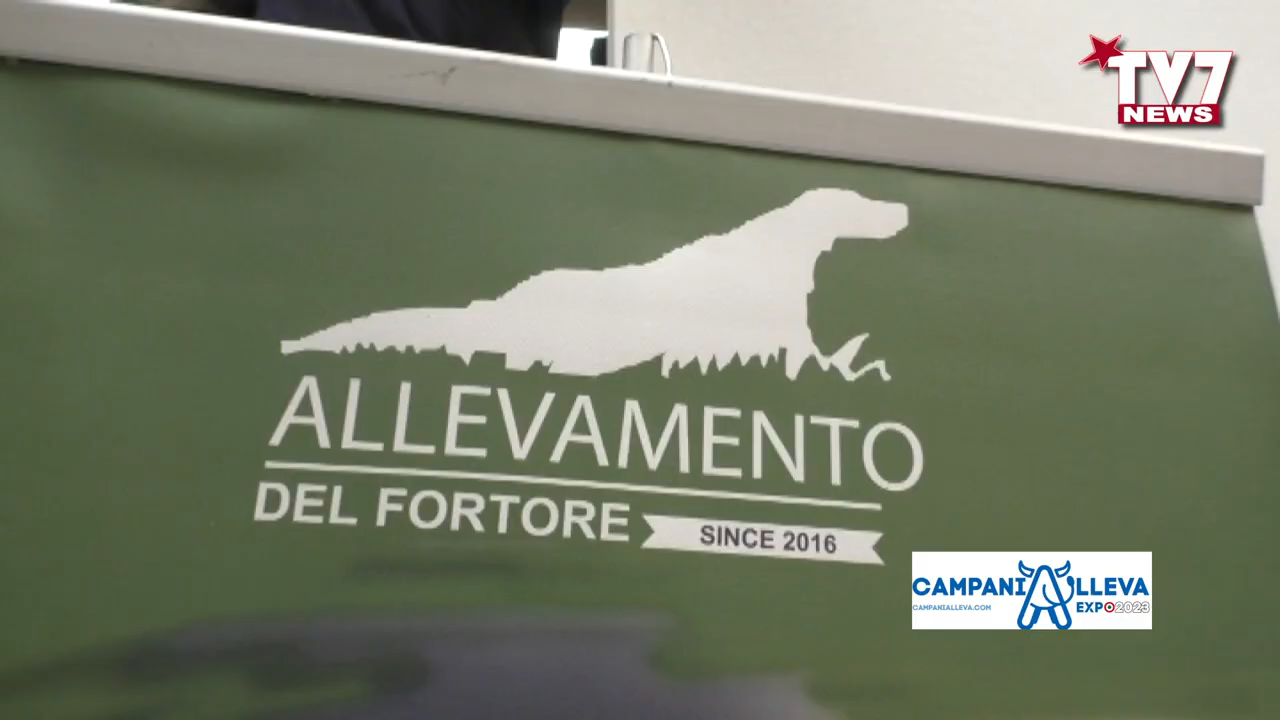 TV7
NEWS
ALLEVAMENTO
DEL FORTORE
SINCE 2016
CAMPANIALLEVA
CAMPANIALLEVA.COM
EXPO2023